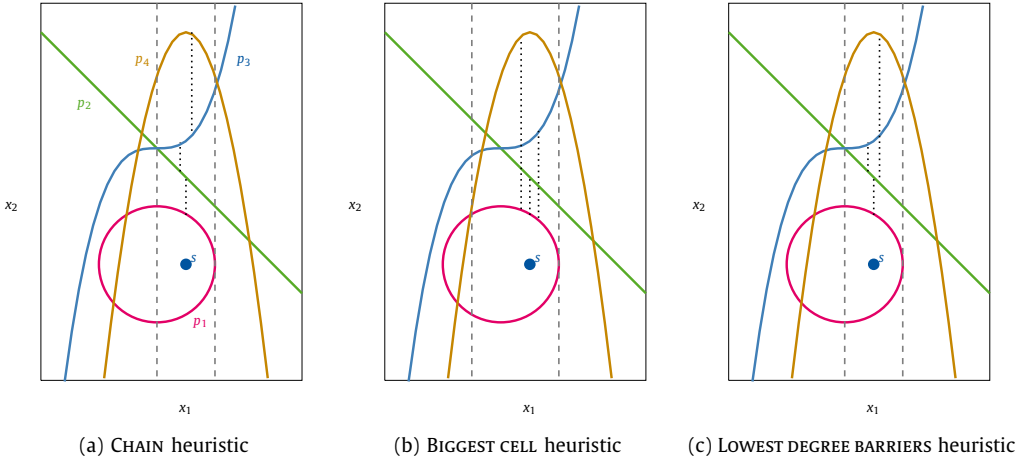 p4
p3
p2
x2
s
p1
x1
x2
s
x1
x2
s
x1
(a) CHAIN heuristic
(b) BIGGEST CELL heuristic
(c) LOWEST DEGREE BARRIERS heuristic